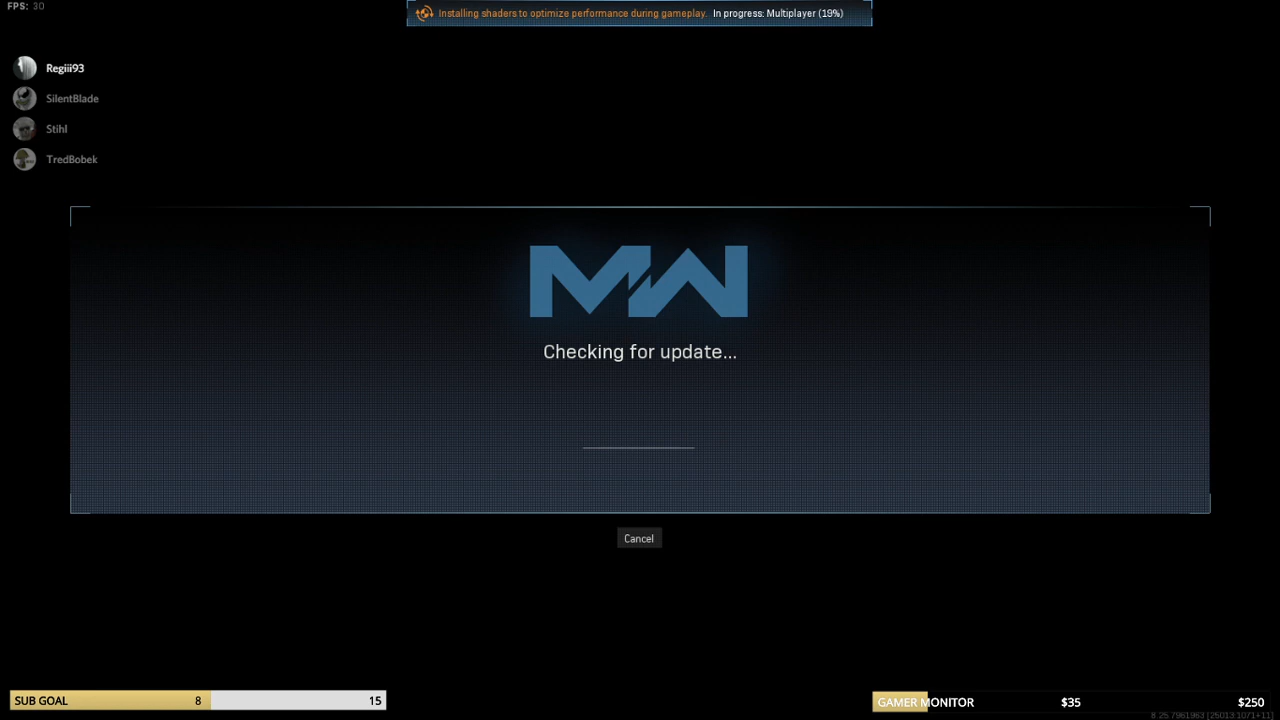 FPS: 30
Installing shaders to optimize performance during gameplay. In progress: Multiplayer (19%)
Regiii93
SilentBlade
Stihl
TredBobek
MW
Checking for update...
Cancel
SUB GOAL 8 15
GAMER MONITOR $35 $250